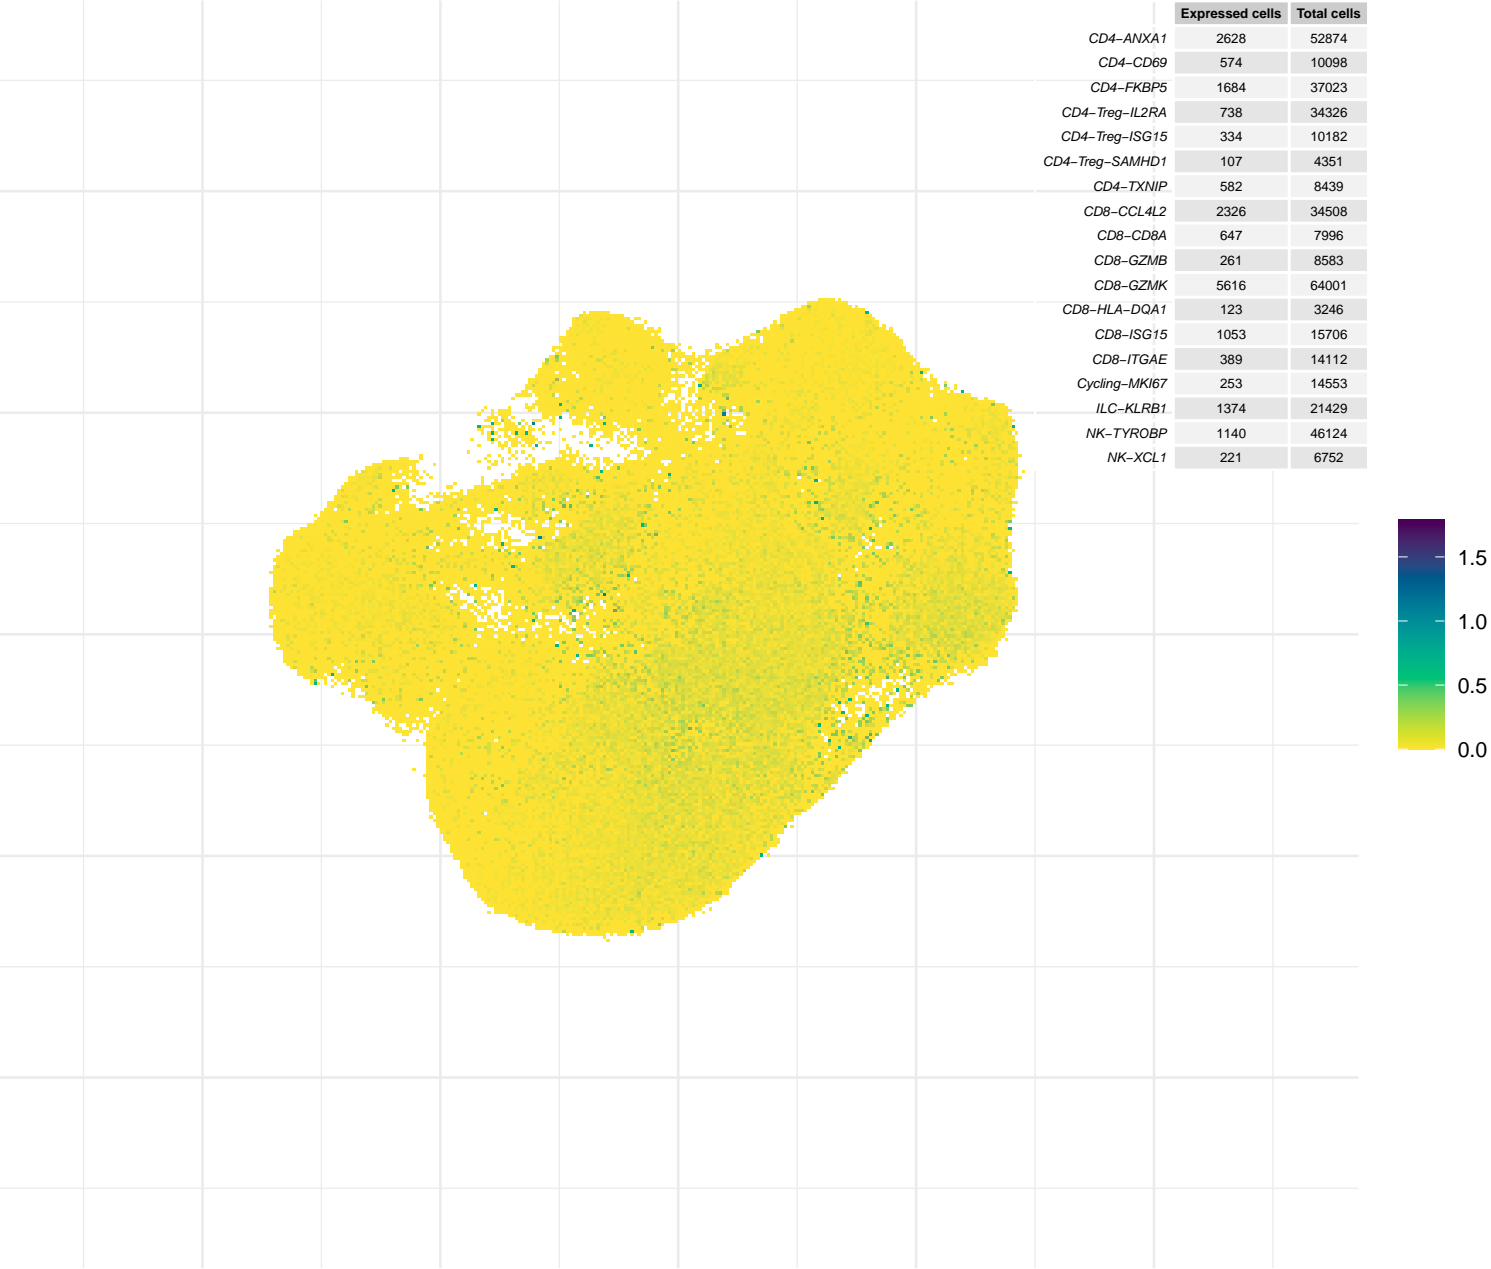 Expressed cells Total cells
CD4−ANXA1 2628 52874
CD4−CD69 574 10098
CD4−FKBP5 1684 37023
CD4−Treg−IL2RA 738 34326
CD4−Treg−ISG15 334 10182
CD4−Treg−SAMHD1 107 4351
CD4−TXNIP 582 8439
CD8−CCL4L2 2326 34508
CD8−CD8A 647 7996
CD8−GZMB 261 8583
CD8−GZMK 5616 64001
CD8−HLA−DQA1 123 3246
CD8−ISG15 1053 15706
CD8−ITGAE 389 14112
Cycling−MKI67 253 14553
ILC−KLRB1 1374 21429
NK−TYROBP 1140 46124
NK−XCL1 221 6752
1.5
1.0
0.5
0.0